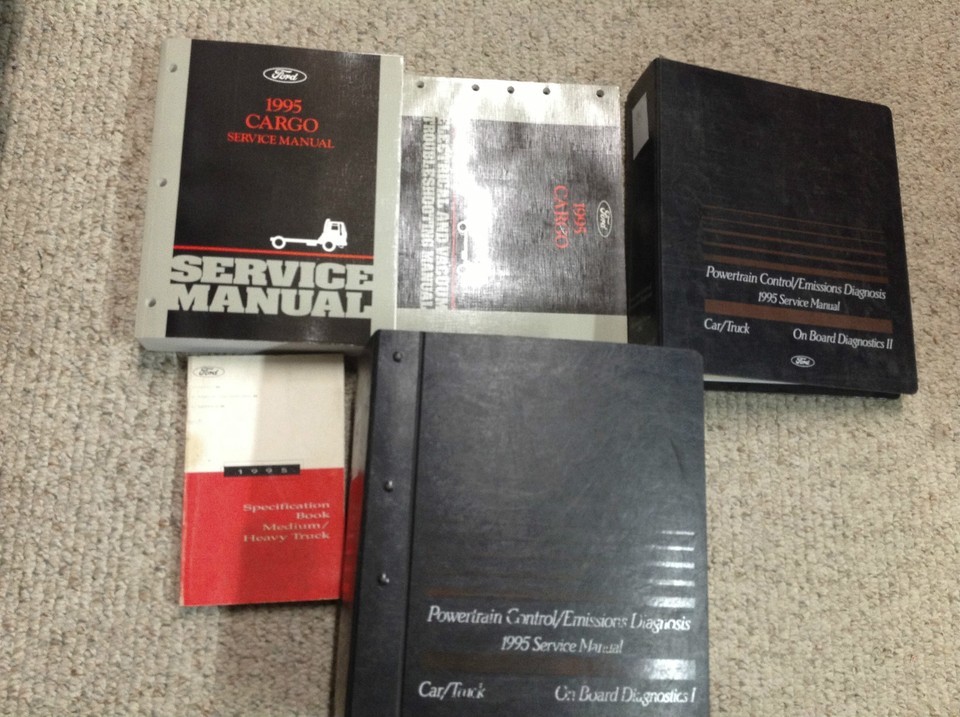 Ford
1995
CARGO
SERVICE MANUAL
SERVICE
MANUAL
Ford
1995
CARGO
ELECTRICAL AND VACUUM
TROUBLESHOOTING MANUAL
Powertrain Control/Emissions Diagnosis
1995 Service Manual
Car/Truck
On Board Diagnostics II
Ford
Ford
1995
Specification
Book
Medium/
Heavy Truck
Powertrain Control/Emissions Diagnosis
1995 Service Manual
Car/Truck
On Board Diagnostics I